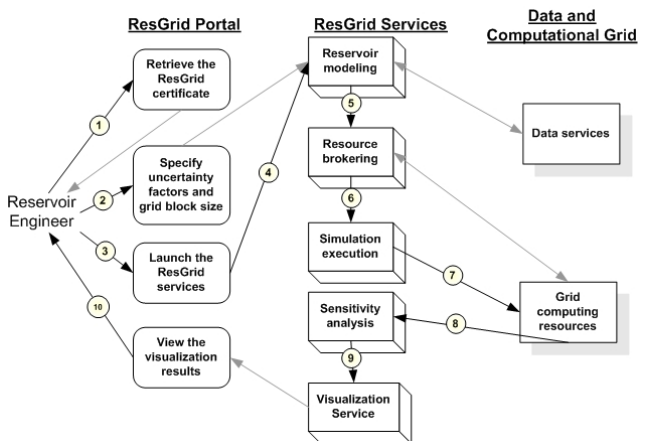 ResGrid Portal
ResGrid Services
Data and
Computational Grid
Retrieve the
ResGrid
certificate
Reservoir
modeling
1
5
4
Data services
Specify
uncertainty
factors and
grid block size
Resource
brokering
2
Reservoir
Engineer
6
3
Launch the
ResGrid
services
Simulation
execution
7
10
Sensitivity
analysis
8
Grid
computing
resources
View the
visualization
results
9
Visualization
Service